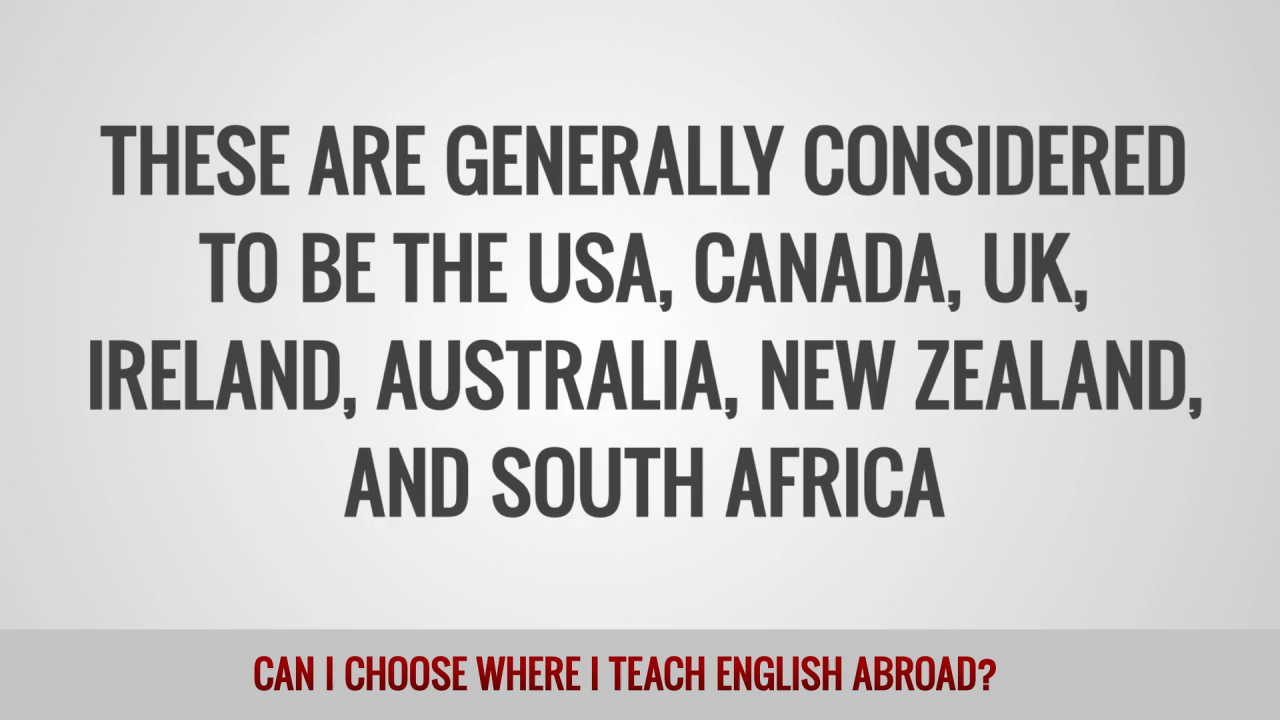 THESE ARE GENERALLY CONSIDERED
TO BE THE USA, CANADA, UK,
IRELAND, AUSTRALIA, NEW ZEALAND,
AND SOUTH AFRICA
CAN I CHOOSE WHERE I TEACH ENGLISH ABROAD?